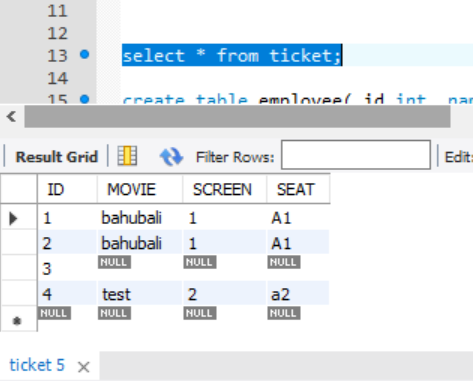 11
12
13 select * from ticket;
14
15 create table employee( id int, nam
Result Grid Filter Rows: Edit:
ID MOVIE SCREEN SEAT
1 bahubali 1 A1
2 bahubali 1 A1
3 NULL NULL NULL
4 test 2 a2
NULL NULL NULL NULL
ticket 5